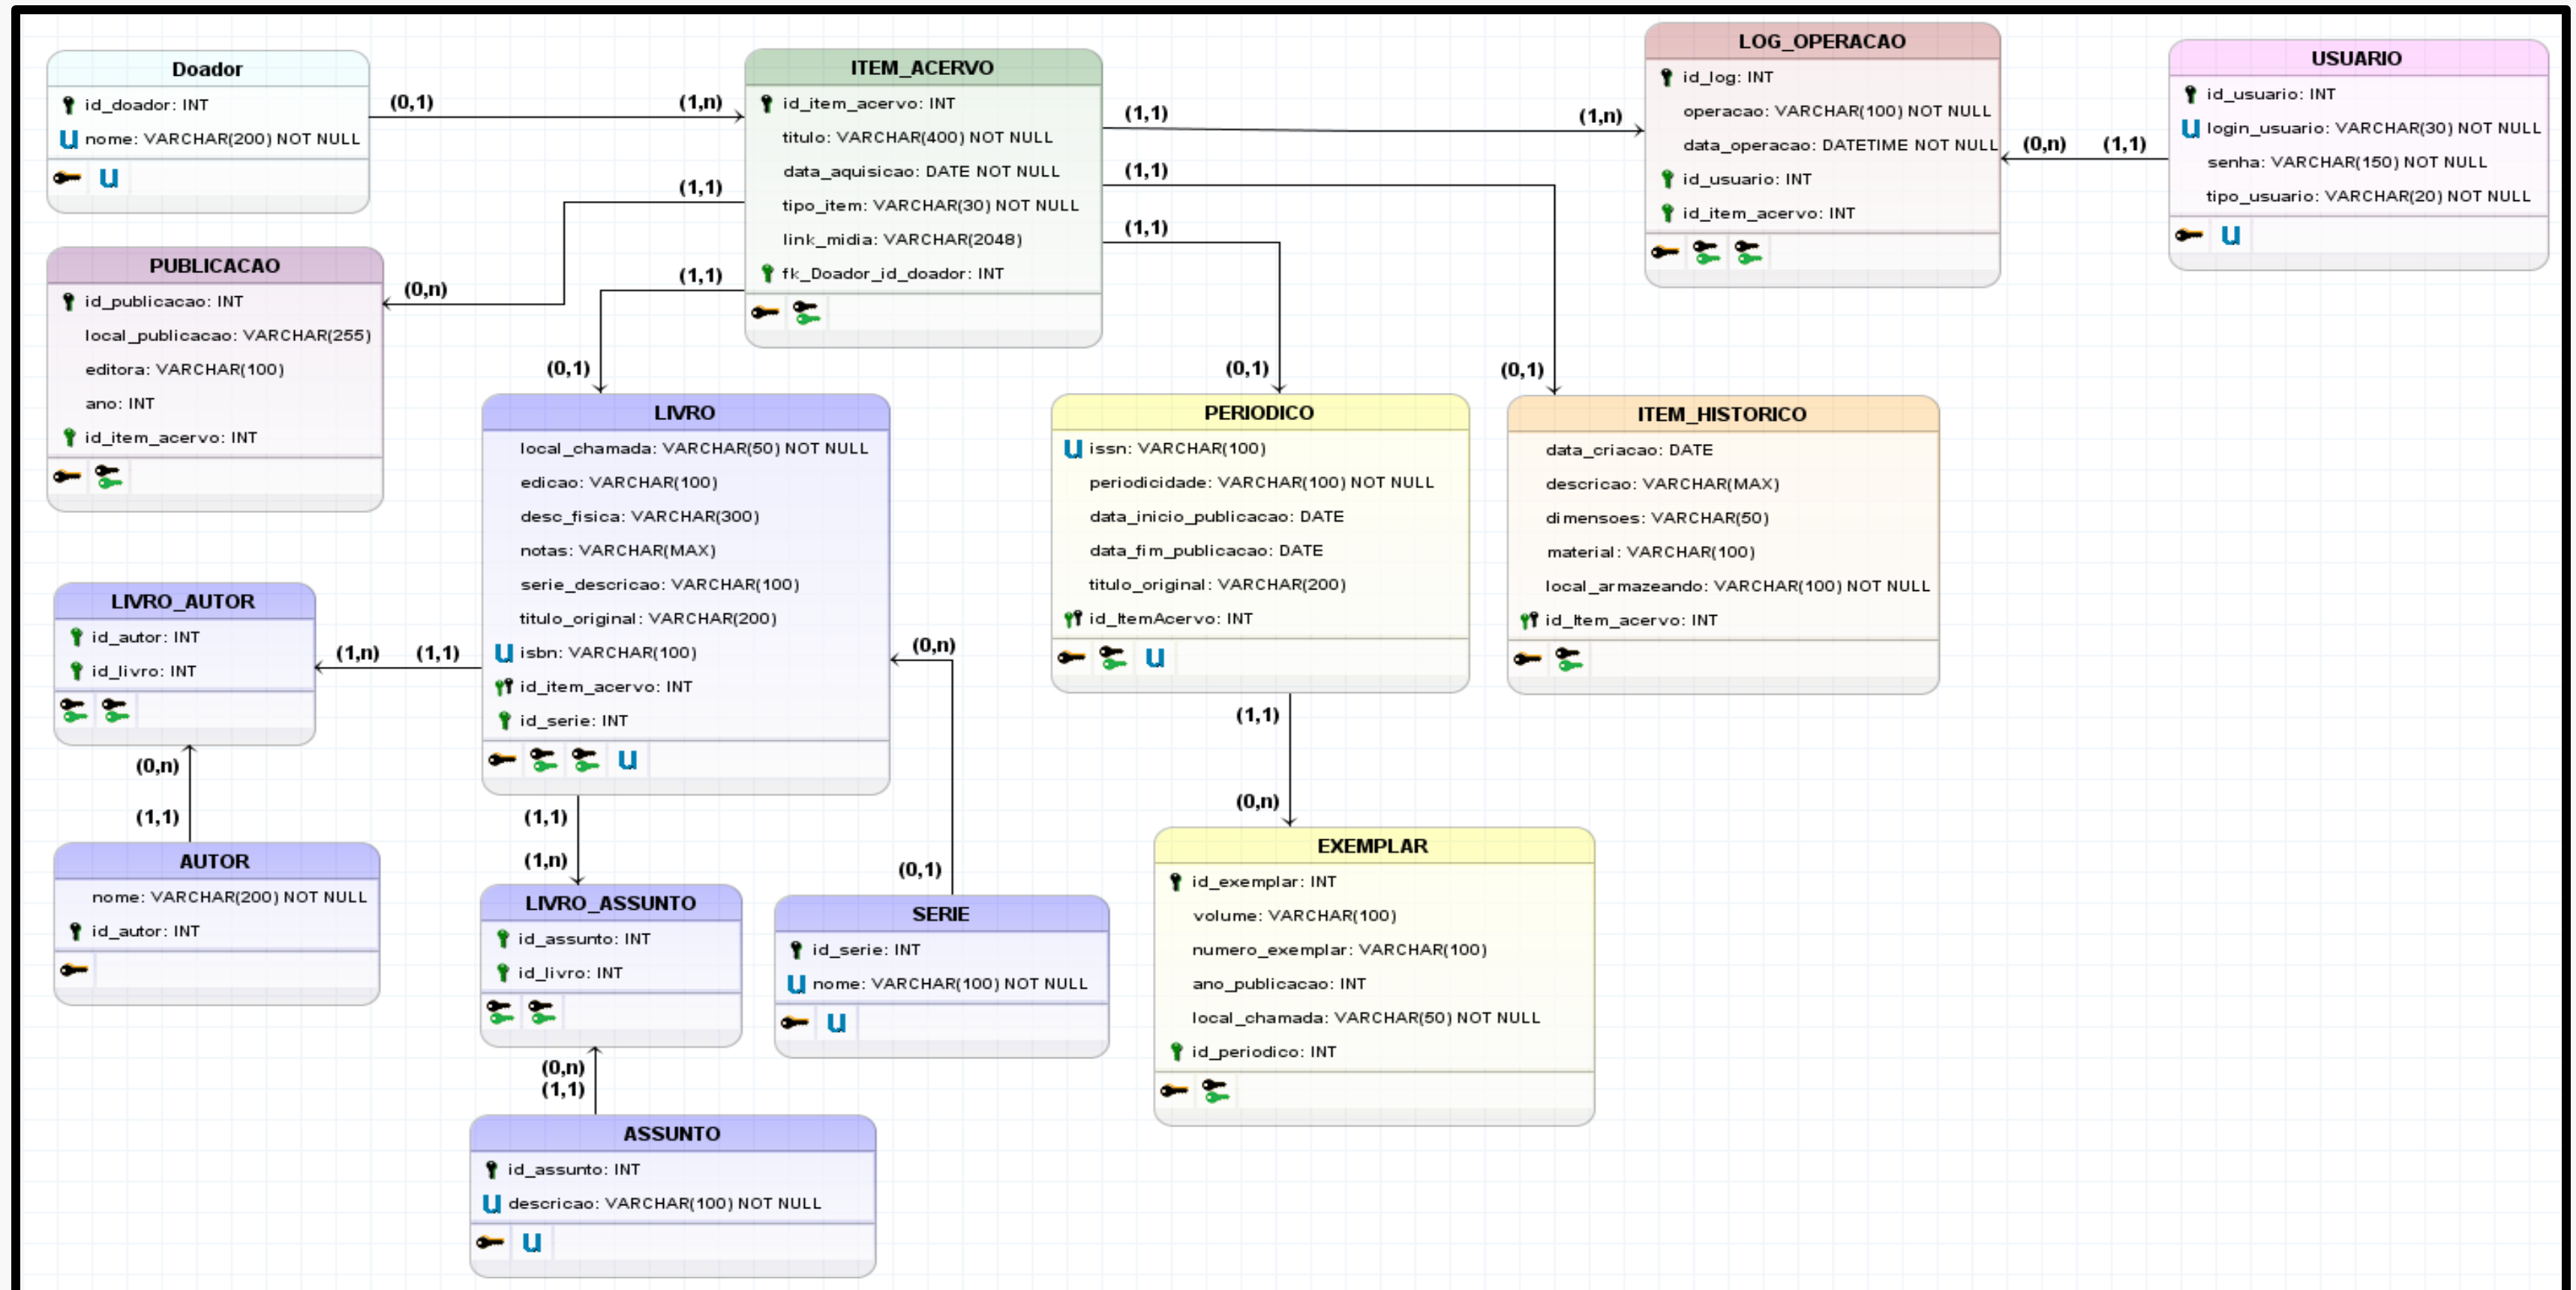 Doador
id_doador: INT
U nome: VARCHAR(200) NOT NULL
U
(0,1)
(1,n)
ITEM_ACERVO
id_item_acervo: INT
titulo: VARCHAR(400) NOT NULL
data_aquisicao: DATE NOT NULL
tipo_item: VARCHAR(30) NOT NULL
link_midia: VARCHAR(2048)
fk_Doador_id_doador: INT
(1,1)
(1,n)
LOG_OPERACAO
id_log: INT
operacao: VARCHAR(100) NOT NULL
data_operacao: DATETIME NOT NULL
id_usuario: INT
id_item_acervo: INT
(0,n)
(1,1)
USUARIO
id_usuario: INT
U login_usuario: VARCHAR(30) NOT NULL
senha: VARCHAR(150) NOT NULL
tipo_usuario: VARCHAR(20) NOT NULL
U
(1,1)
(0,n)
PUBLICACAO
id_publicacao: INT
local_publicacao: VARCHAR(255)
editora: VARCHAR(100)
ano: INT
id_item_acervo: INT
(1,1)
(0,1)
LIVRO
local_chamada: VARCHAR(50) NOT NULL
edicao: VARCHAR(100)
desc_fisica: VARCHAR(300)
notas: VARCHAR(MAX)
serie_descricao: VARCHAR(100)
titulo_original: VARCHAR(200)
U isbn: VARCHAR(100)
id_item_acervo: INT
id_serie: INT
U
(1,1)
(0,1)
PERIODICO
U issn: VARCHAR(100)
periodicidade: VARCHAR(100) NOT NULL
data_inicio_publicacao: DATE
data_fim_publicacao: DATE
titulo_original: VARCHAR(200)
id_ItemAcervo: INT
U
(1,1)
(0,1)
ITEM_HISTORICO
data_criacao: DATE
descricao: VARCHAR(MAX)
dimensoes: VARCHAR(50)
material: VARCHAR(100)
local_armazeando: VARCHAR(100) NOT NULL
id_Item_acervo: INT
LIVRO_AUTOR
id_autor: INT
id_livro: INT
(1,n)
(1,1)
(0,n)
(1,1)
AUTOR
nome: VARCHAR(200) NOT NULL
id_autor: INT
(1,1)
(1,n)
LIVRO_ASSUNTO
id_assunto: INT
id_livro: INT
(0,n)
(1,1)
ASSUNTO
id_assunto: INT
U descricao: VARCHAR(100) NOT NULL
U
(0,n)
(0,1)
SERIE
id_serie: INT
U nome: VARCHAR(100) NOT NULL
U
(1,1)
(0,n)
EXEMPLAR
id_exemplar: INT
volume: VARCHAR(100)
numero_exemplar: VARCHAR(100)
ano_publicacao: INT
local_chamada: VARCHAR(50) NOT NULL
id_periodico: INT